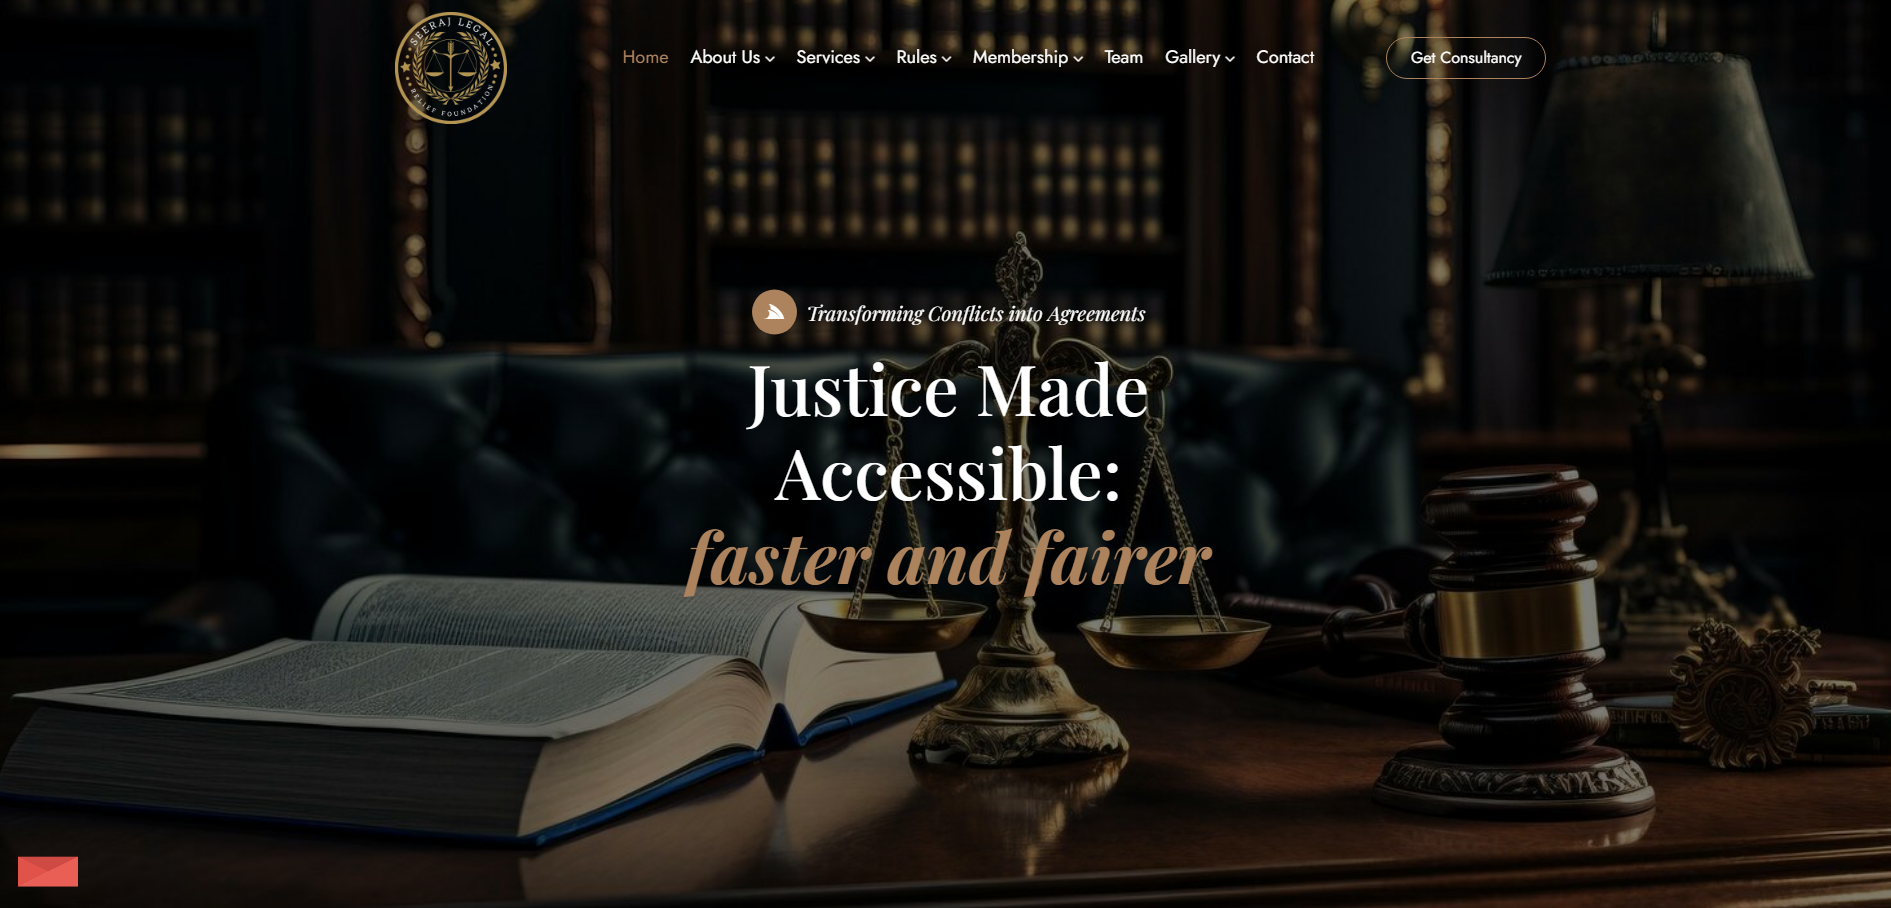 SEERAJ LEGAL
RELIEF FOUNDATION
Home
About Us
Services
Rules
Membership
Team
Gallery
Contact
Get Consultancy
Transforming Conflicts into Agreements
Justice Made
Accessible:
faster and fairer